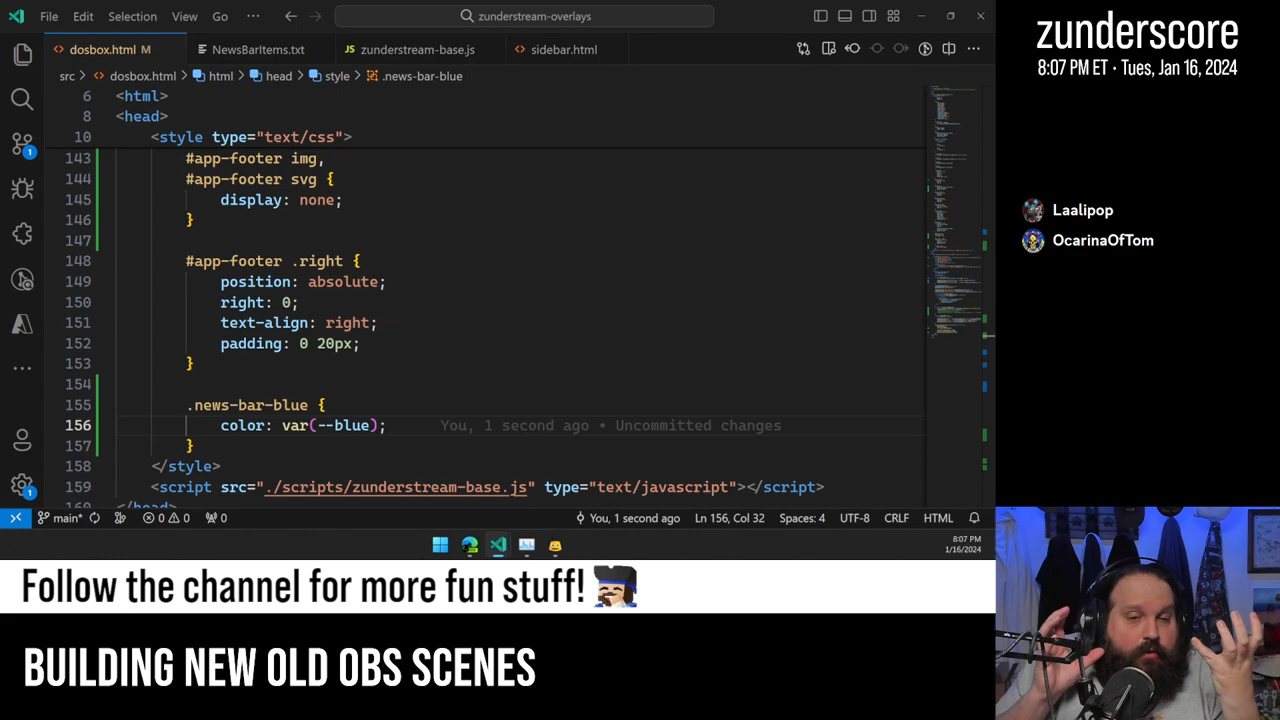 File Edit Selection View Go ··· zunderstream-overlays
zunderscore
8:07 PM ET · Tues, Jan 16, 2024
dosbox.html M NewsBarItems.txt zunderstream-base.js sidebar.html
src > dosbox.html > html > head > style > .news-bar-blue
6 <html>
8 <head>
10 <style type="text/css">
143 #app-footer img,
144 #app-footer svg {
145 display: none;
146 }
147
148 #app-footer .right {
149 position: absolute;
150 right: 0;
151 text-align: right;
152 padding: 0 20px;
153 }
154
155 .news-bar-blue {
156 color: var(--blue); You, 1 second ago • Uncommitted changes
157 }
158 </style>
159 <script src="./scripts/zunderstream-base.js" type="text/javascript"></script>
160 </head>
Laalipop
OcarinaOfTom
1
1
main* 0 0 0 You, 1 second ago Ln 156, Col 32 Spaces: 4 UTF-8 CRLF HTML
8:07 PM
1/16/2024
Follow the channel for more fun stuff!
BUILDING NEW OLD OBS SCENES